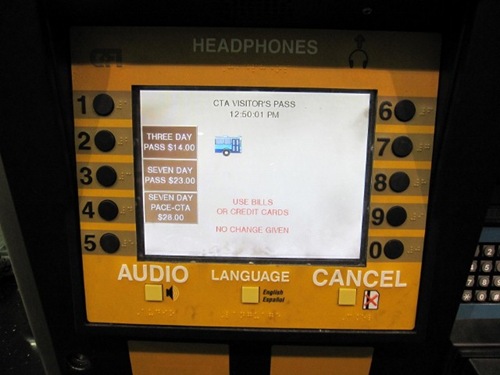 HEADPHONES
CTA VISITOR'S PASS
12:50:01 PM
1
THREE DAY
PASS $14.00
6
2
7
3
SEVEN DAY
PASS $23.00
8
4
SEVEN DAY
PACE-CTA
$28.00
USE BILLS
OR CREDIT CARDS
9
5
NO CHANGE GIVEN
0
AUDIO
LANGUAGE
CANCEL
English
Español